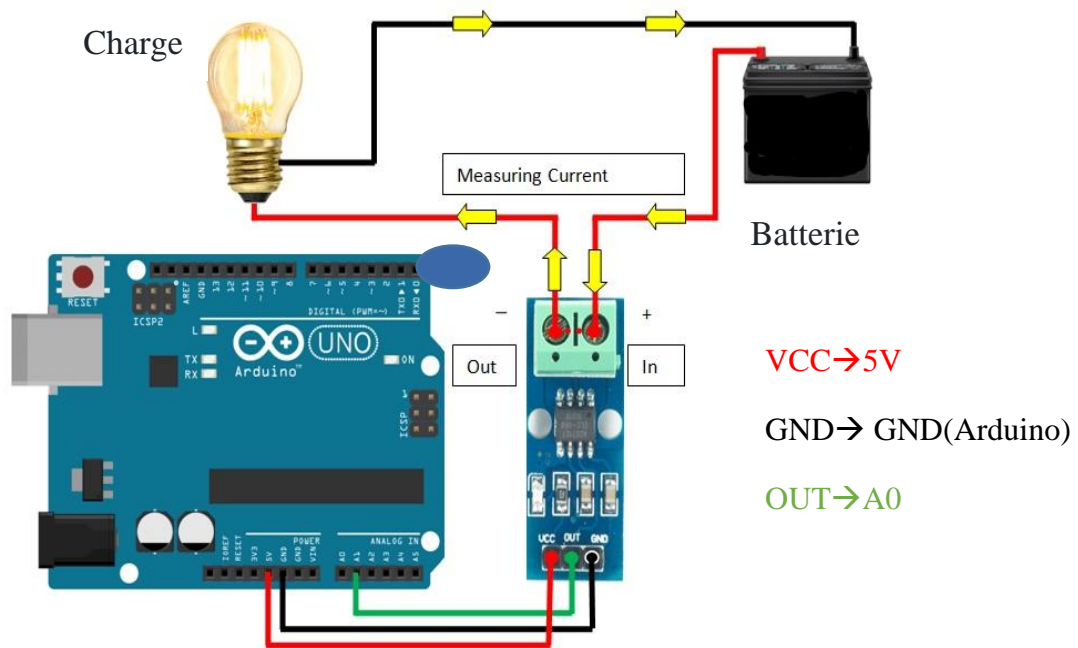 Charge
Measuring Current
Batterie
RESET
ICSP2
AREF
GND
13
12
~11
~10
~9
8
7
~6
~5
4
~3
2
TXD▶1
RXD◀0
DIGITAL (PWM=~)
L
TX
RX
Arduino™
UNO
ON
1
ICSP
–
+
Out
In
VCC→5V
GND→ GND(Arduino)
OUT→A0
VCC OUT GND
POWER
ANALOG IN
IOREF
RESET
3V3
5V
GND
GND
VIN
A0
A1
A2
A3
A4
A5